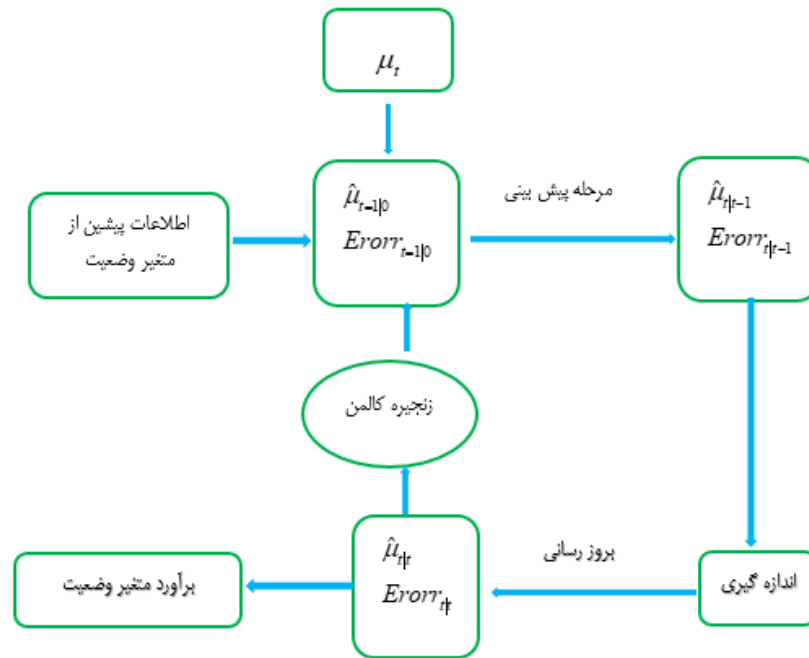 μ_t
اطلاعات پیشین از
متغیر وضعیت
μ̂_{t=1|0}
Erorr_{t=1|0}
مرحله پیش بینی
μ̂_{t|t-1}
Erorr_{t|t-1}
زنجیره کالمن
اندازه گیری
بروز رسانی
μ̂_{t|t}
Erorr_{t|t}
برآورد متغیر وضعیت